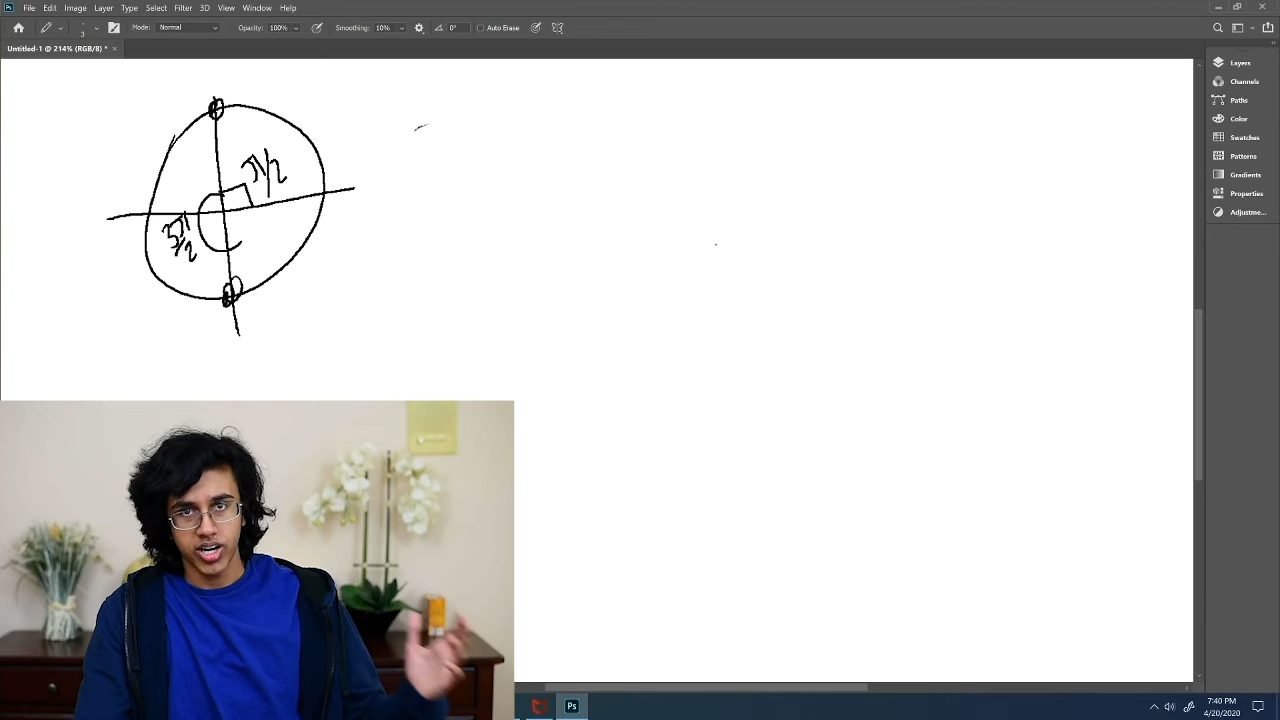 File Edit Image Layer Type Select Filter 3D View Window Help
3 Mode: Normal Opacity: 100% Smoothing: 10% 0° Auto Erase
Untitled-1 @ 214% (RGB/8) * ×
Layers
Channels
Paths
Color
Swatches
Patterns
Gradients
Properties
Adjustme...
π/2
3π
/2
Ps
7:40 PM
4/20/2020